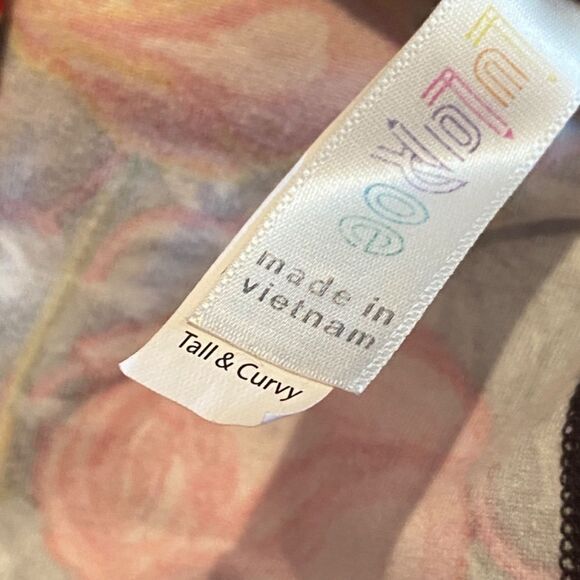 LuLaRoe
made in
vietnam
Tall & Curvy